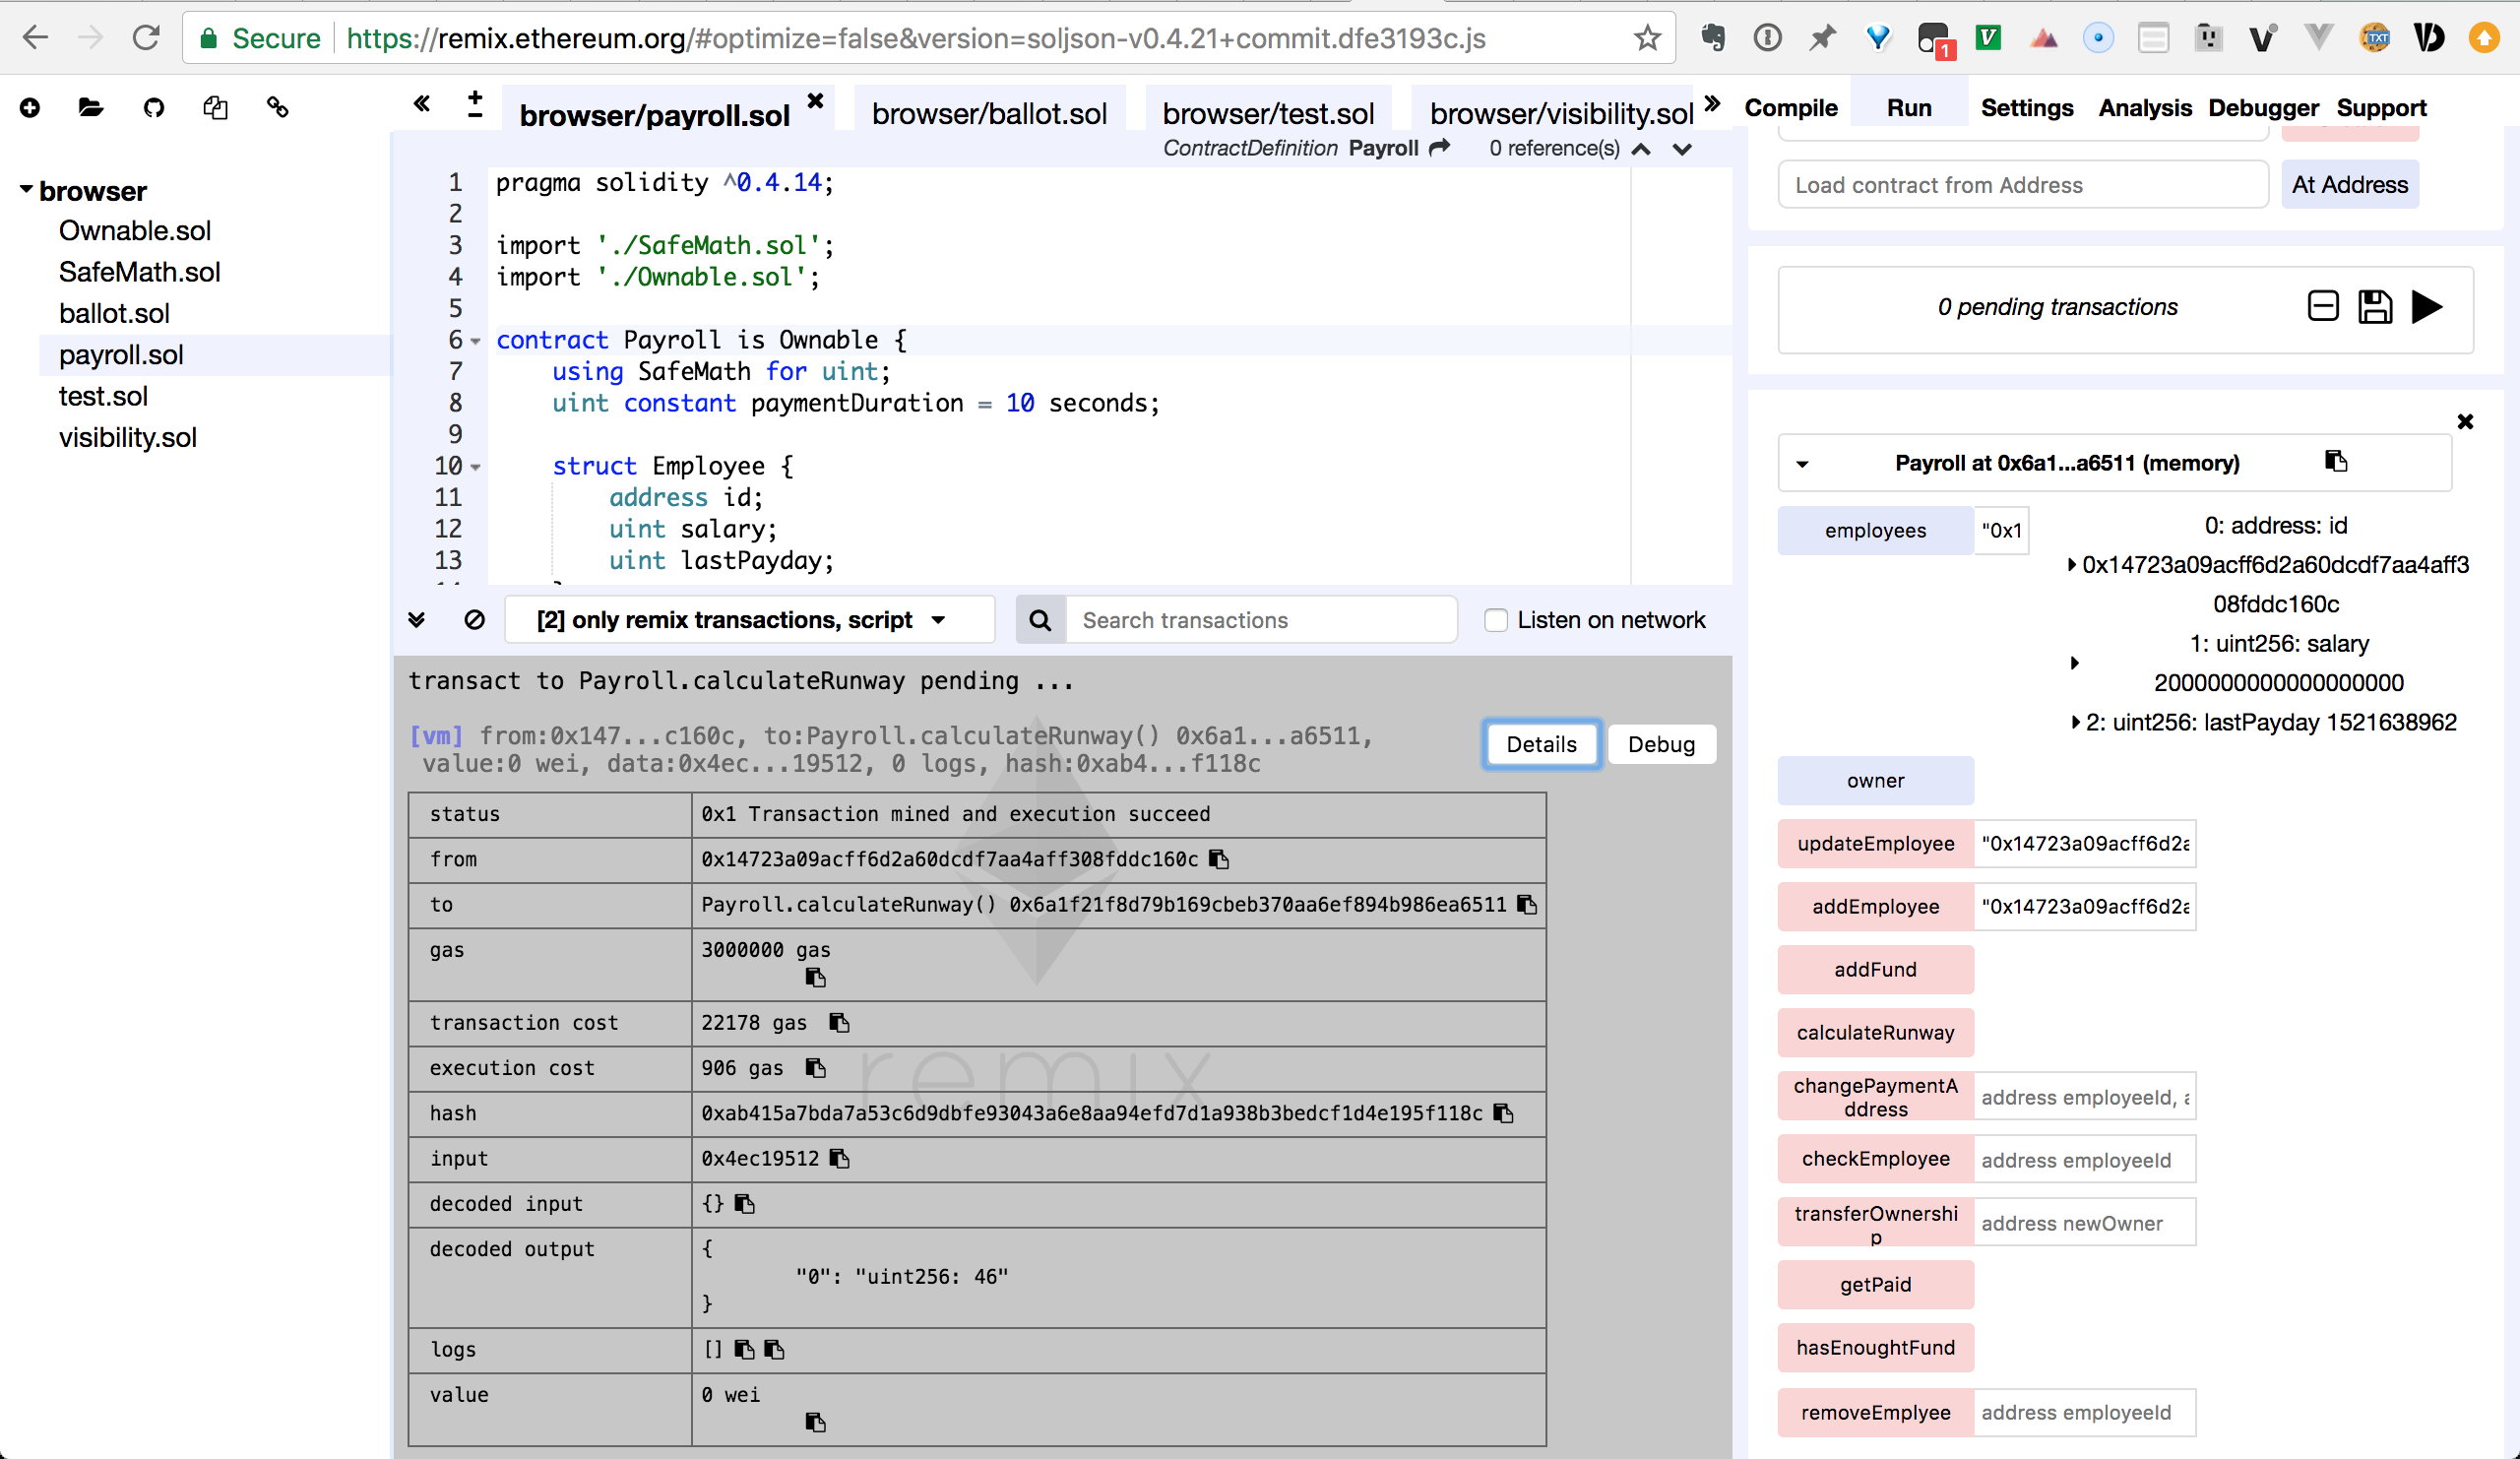 Secure https://remix.ethereum.org/#optimize=false&version=soljson-v0.4.21+commit.dfe3193c.js
1
TXT
browser/payroll.sol browser/ballot.sol browser/test.sol browser/visibility.sol
Compile Run Settings Analysis Debugger Support
ContractDefinition Payroll 0 reference(s)
browser
Ownable.sol
SafeMath.sol
ballot.sol
payroll.sol
test.sol
visibility.sol
1 pragma solidity ^0.4.14;
2
3 import './SafeMath.sol';
4 import './Ownable.sol';
5
6 contract Payroll is Ownable {
7 using SafeMath for uint;
8 uint constant paymentDuration = 10 seconds;
9
10 struct Employee {
11 address id;
12 uint salary;
13 uint lastPayday;
[2] only remix transactions, script
Search transactions
Listen on network
transact to Payroll.calculateRunway pending ...
[vm] from:0x147...c160c, to:Payroll.calculateRunway() 0x6a1...a6511,
value:0 wei, data:0x4ec...19512, 0 logs, hash:0xab4...f118c
Details Debug
status 0x1 Transaction mined and execution succeed
from 0x14723a09acff6d2a60dcdf7aa4aff308fddc160c
to Payroll.calculateRunway() 0x6a1f21f8d79b169cbeb370aa6ef894b986ea6511
gas 3000000 gas
transaction cost 22178 gas
execution cost 906 gas
hash 0xab415a7bda7a53c6d9dbfe93043a6e8aa94efd7d1a938b3bedcf1d4e195f118c
input 0x4ec19512
decoded input {}
decoded output {
"0": "uint256: 46"
}
logs []
value 0 wei
remix
Load contract from Address At Address
0 pending transactions
Payroll at 0x6a1...a6511 (memory)
employees "0x1
0: address: id
0x14723a09acff6d2a60dcdf7aa4aff3
08fddc160c
1: uint256: salary
2000000000000000000
2: uint256: lastPayday 1521638962
owner
updateEmployee "0x14723a09acff6d2a
addEmployee "0x14723a09acff6d2a
addFund
calculateRunway
changePaymentA
ddress
address employeeId, a
checkEmployee address employeeId
transferOwnershi
p
address newOwner
getPaid
hasEnoughtFund
removeEmplyee address employeeId